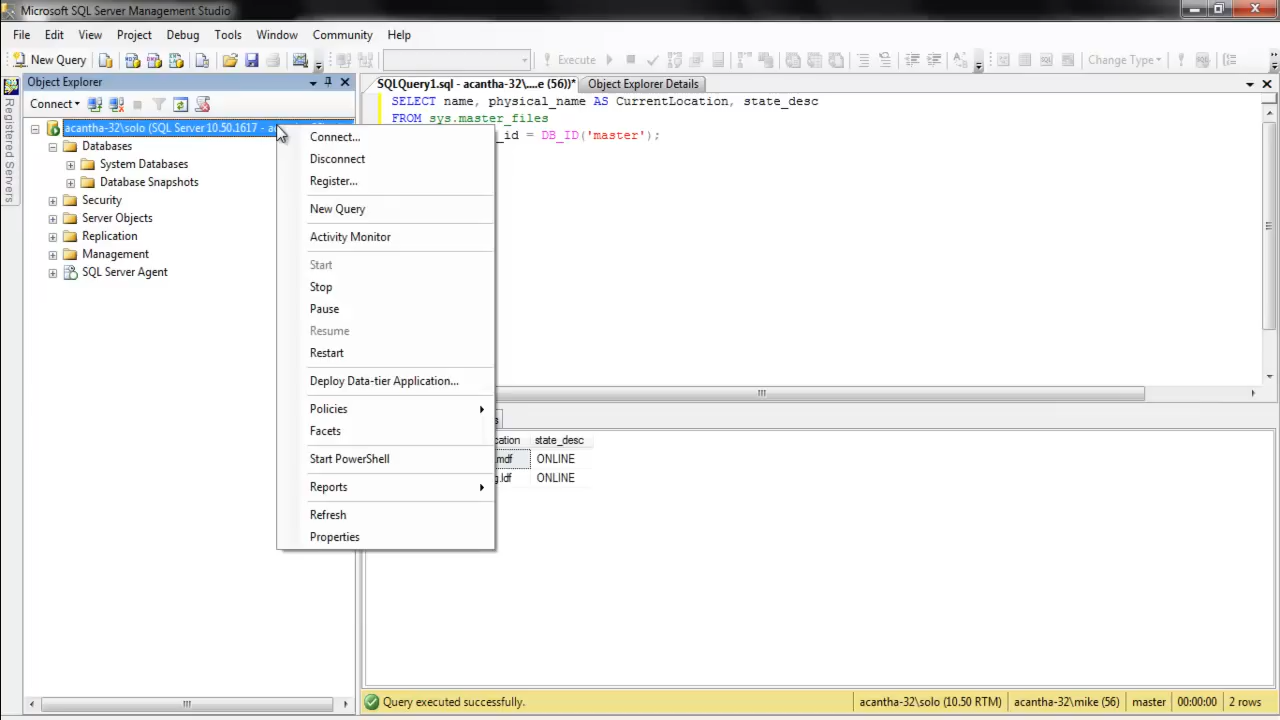 Microsoft SQL Server Management Studio
File Edit View Project Debug Tools Window Community Help
New Query Execute Change Type
Object Explorer
SQLQuery1.sql - acantha-32\....e (56))* Object Explorer Details
Connect
Registered Servers
acantha-32\solo (SQL Server 10.50.1617 -
Databases
System Databases
Database Snapshots
Security
Server Objects
Replication
Management
SQL Server Agent
Connect...
Disconnect
Register...
New Query
Activity Monitor
Start
Stop
Pause
Resume
Restart
Deploy Data-tier Application...
Policies
Facets
Start PowerShell
Reports
Refresh
Properties
SELECT name, physical_name AS CurrentLocation, state_desc
FROM sys.master_files
_id = DB_ID('master');
cation state_desc
mdf ONLINE
g.ldf ONLINE
Query executed successfully. acantha-32\solo (10.50 RTM) acantha-32\mike (56) master 00:00:00 2 rows